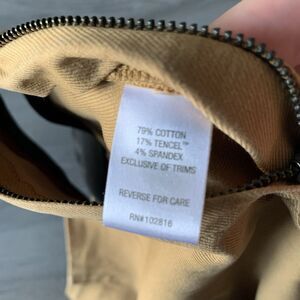 79% COTTON
17% TENCEL™
4% SPANDEX
EXCLUSIVE OF TRIMS
REVERSE FOR CARE
RN#102816